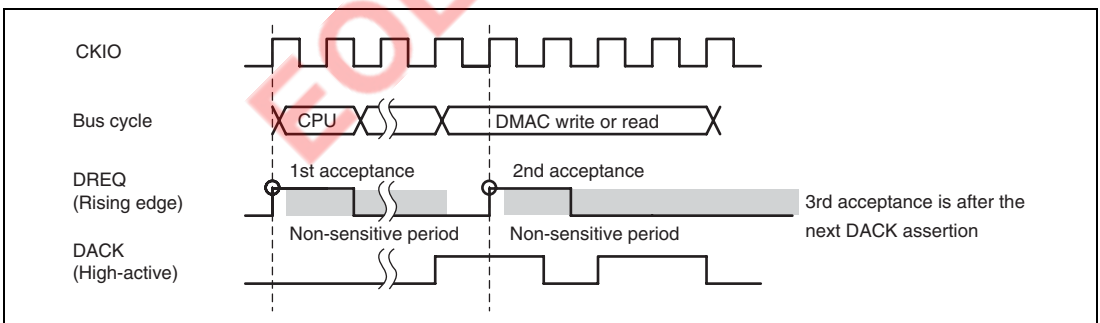 EOL
CKIO
Bus cycle
CPU
DMAC write or read
DREQ
(Rising edge)
1st acceptance
2nd acceptance
Non-sensitive period
Non-sensitive period
3rd acceptance is after the
next DACK assertion
DACK
(High-active)